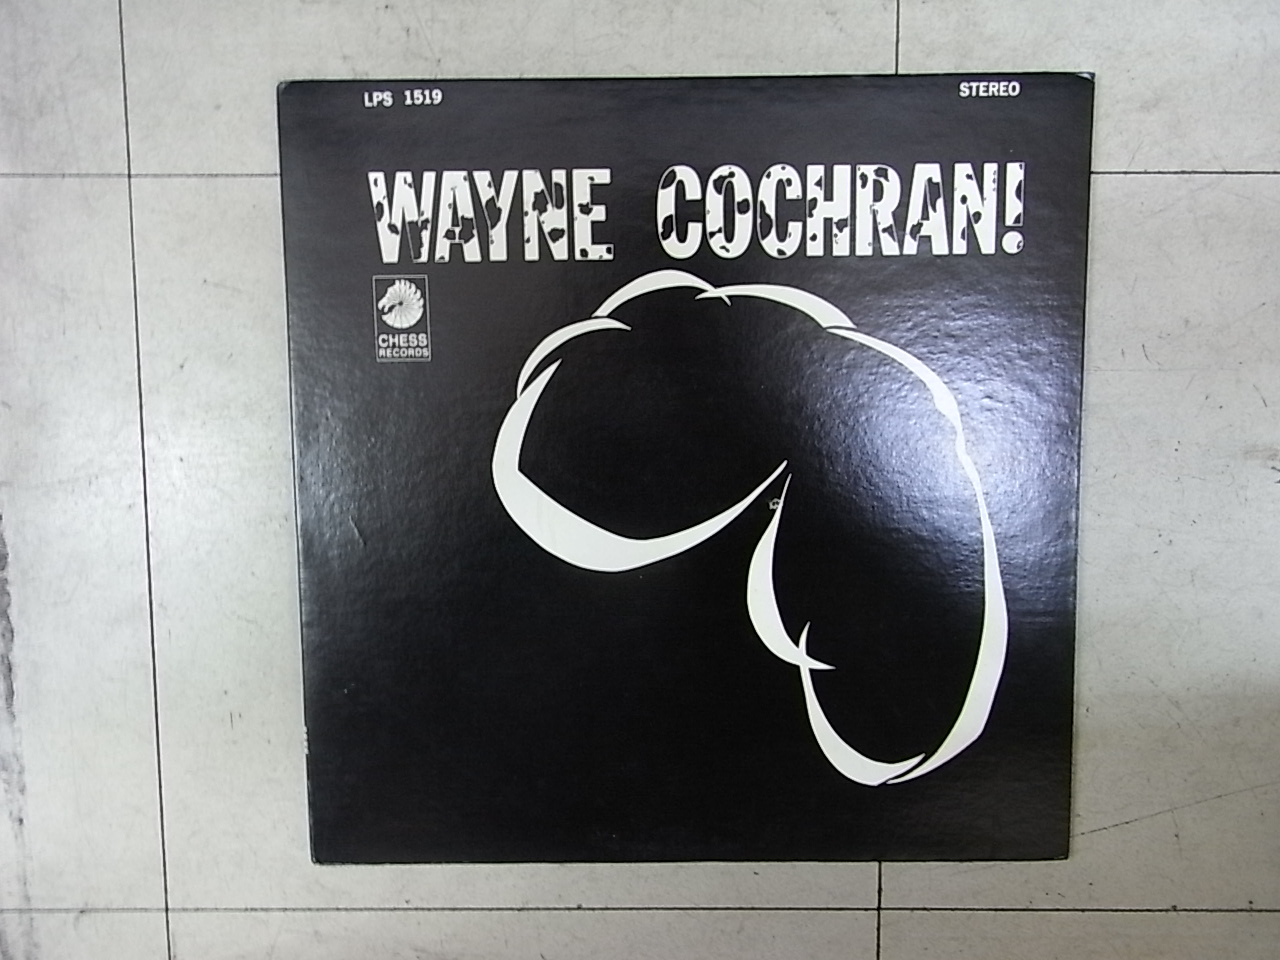 LPS 1519
STEREO
WAYNE COCHRAN!
CHESS
RECORDS